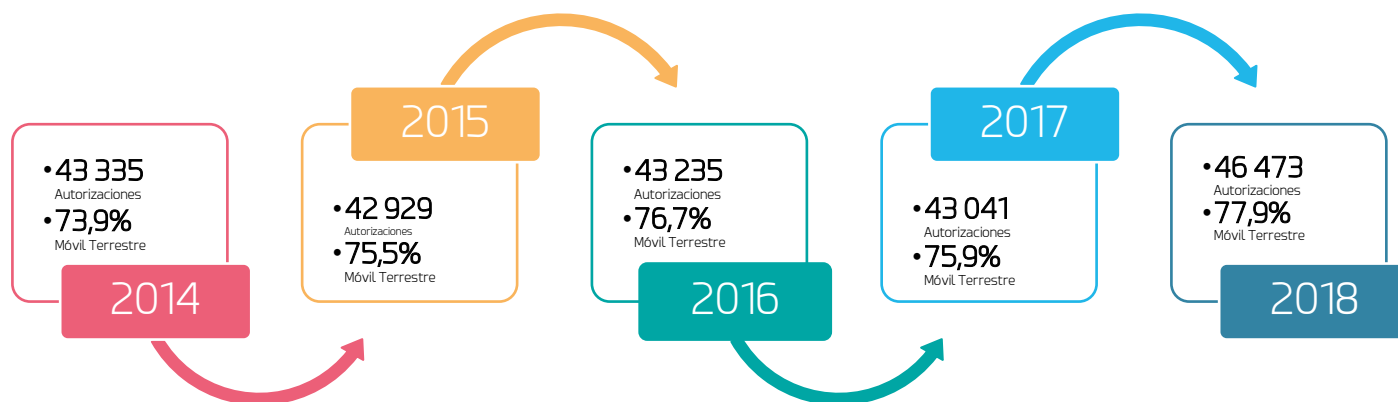 • 43 335
Autorizaciones
• 73,9%
Móvil Terrestre
2014
2015
• 42 929
Autorizaciones
• 75,5%
Móvil Terrestre
• 43 235
Autorizaciones
• 76,7%
Móvil Terrestre
2016
2017
• 43 041
Autorizaciones
• 75,9%
Móvil Terrestre
• 46 473
Autorizaciones
• 77,9%
Móvil Terrestre
2018